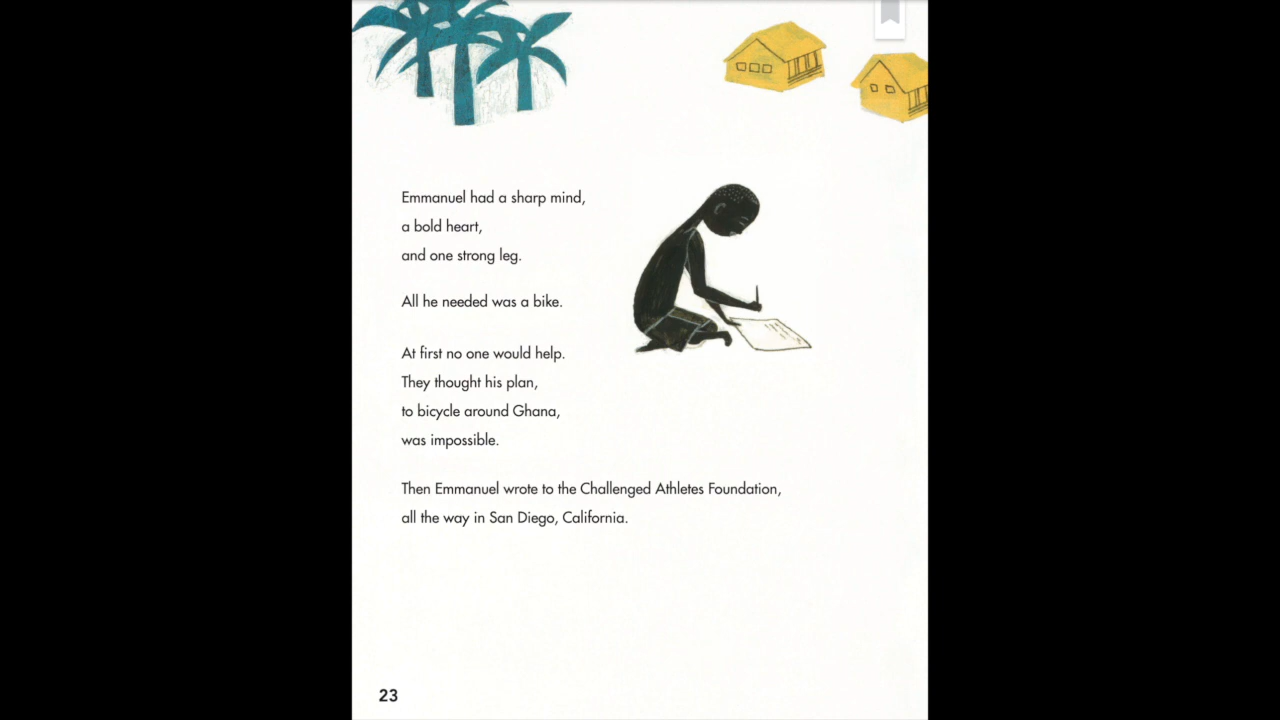 Emmanuel had a sharp mind,
a bold heart,
and one strong leg.
All he needed was a bike.
At first no one would help.
They thought his plan,
to bicycle around Ghana,
was impossible.
Then Emmanuel wrote to the Challenged Athletes Foundation,
all the way in San Diego, California.
23